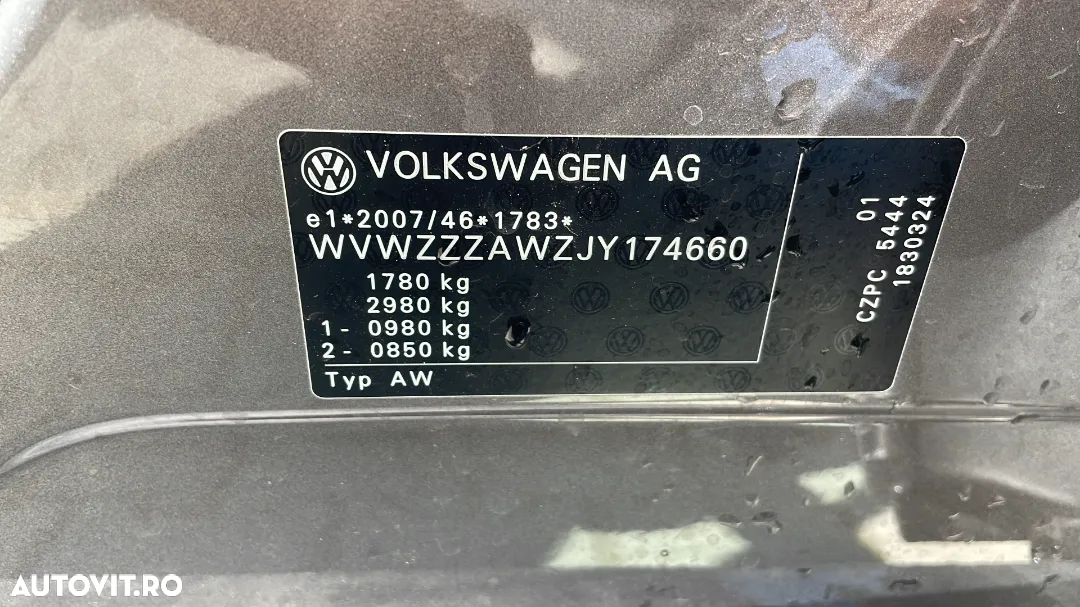 VOLKSWAGEN AG
e1*2007/46*1783*
WVWZZZAWZJY174660
1780 kg
2980 kg
1- 0980 kg
2- 0850 kg
Typ AW
01
CZPC 5444
1830324
AUTOVIT.RO